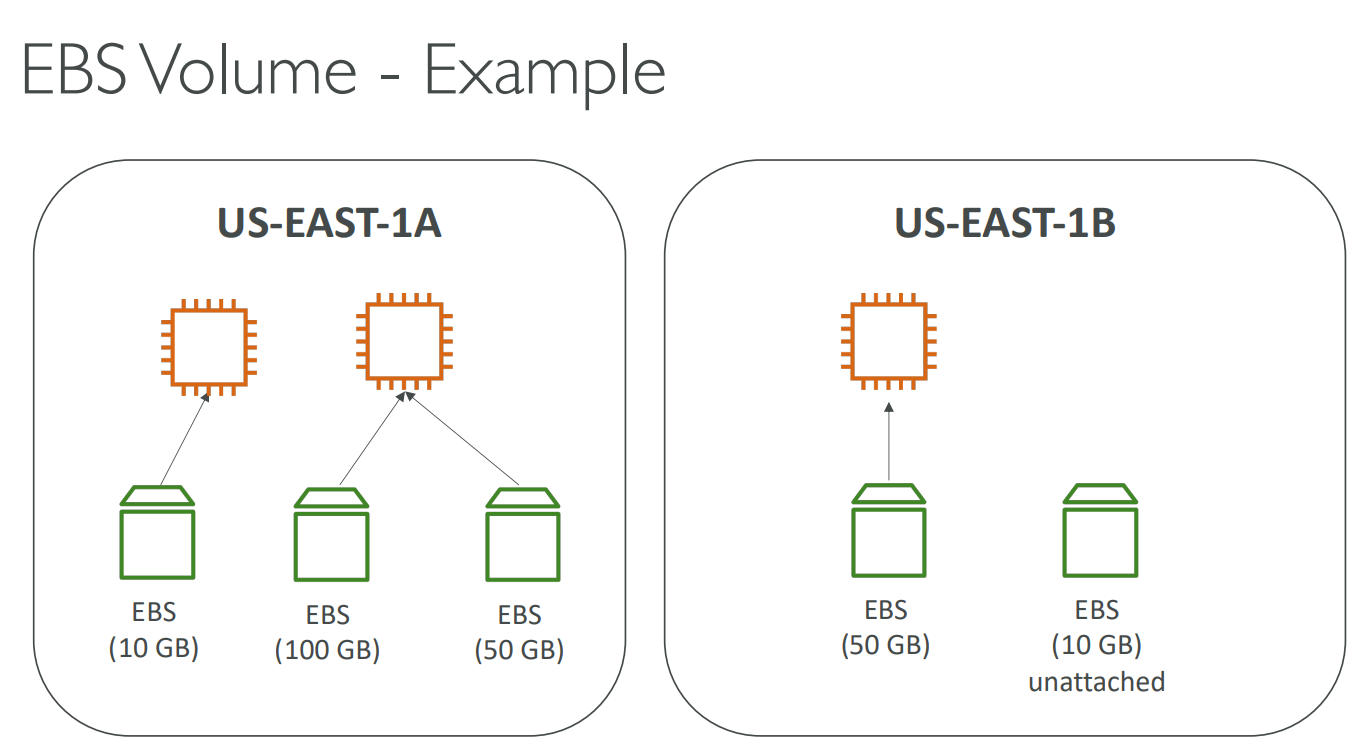 EBS Volume - Example
US-EAST-1A
EBS
(10 GB)
EBS
(100 GB)
EBS
(50 GB)
US-EAST-1B
EBS
(50 GB)
EBS
(10 GB)
unattached